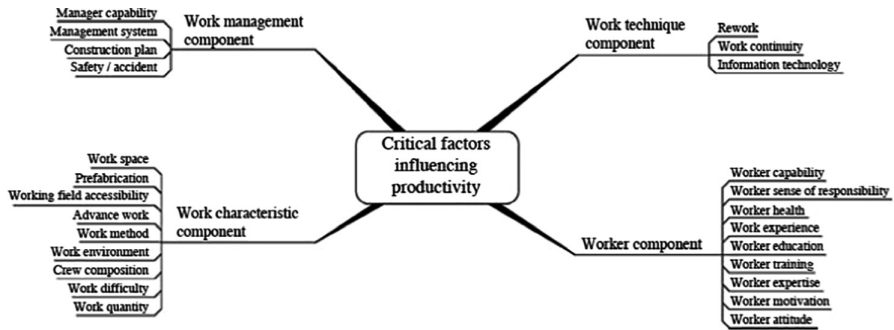 Manager capability
Management system
Construction plan
Safety / accident
Work management
component
Work technique
component
Rework
Work continuity
Information technology
Critical factors
influencing
productivity
Work space
Prefabrication
Working field accessibility
Advance work
Work method
Work environment
Crew composition
Work difficulty
Work quantity
Work characteristic
component
Worker component
Worker capability
Worker sense of responsibility
Worker health
Work experience
Worker education
Worker training
Worker expertise
Worker motivation
Worker attitude